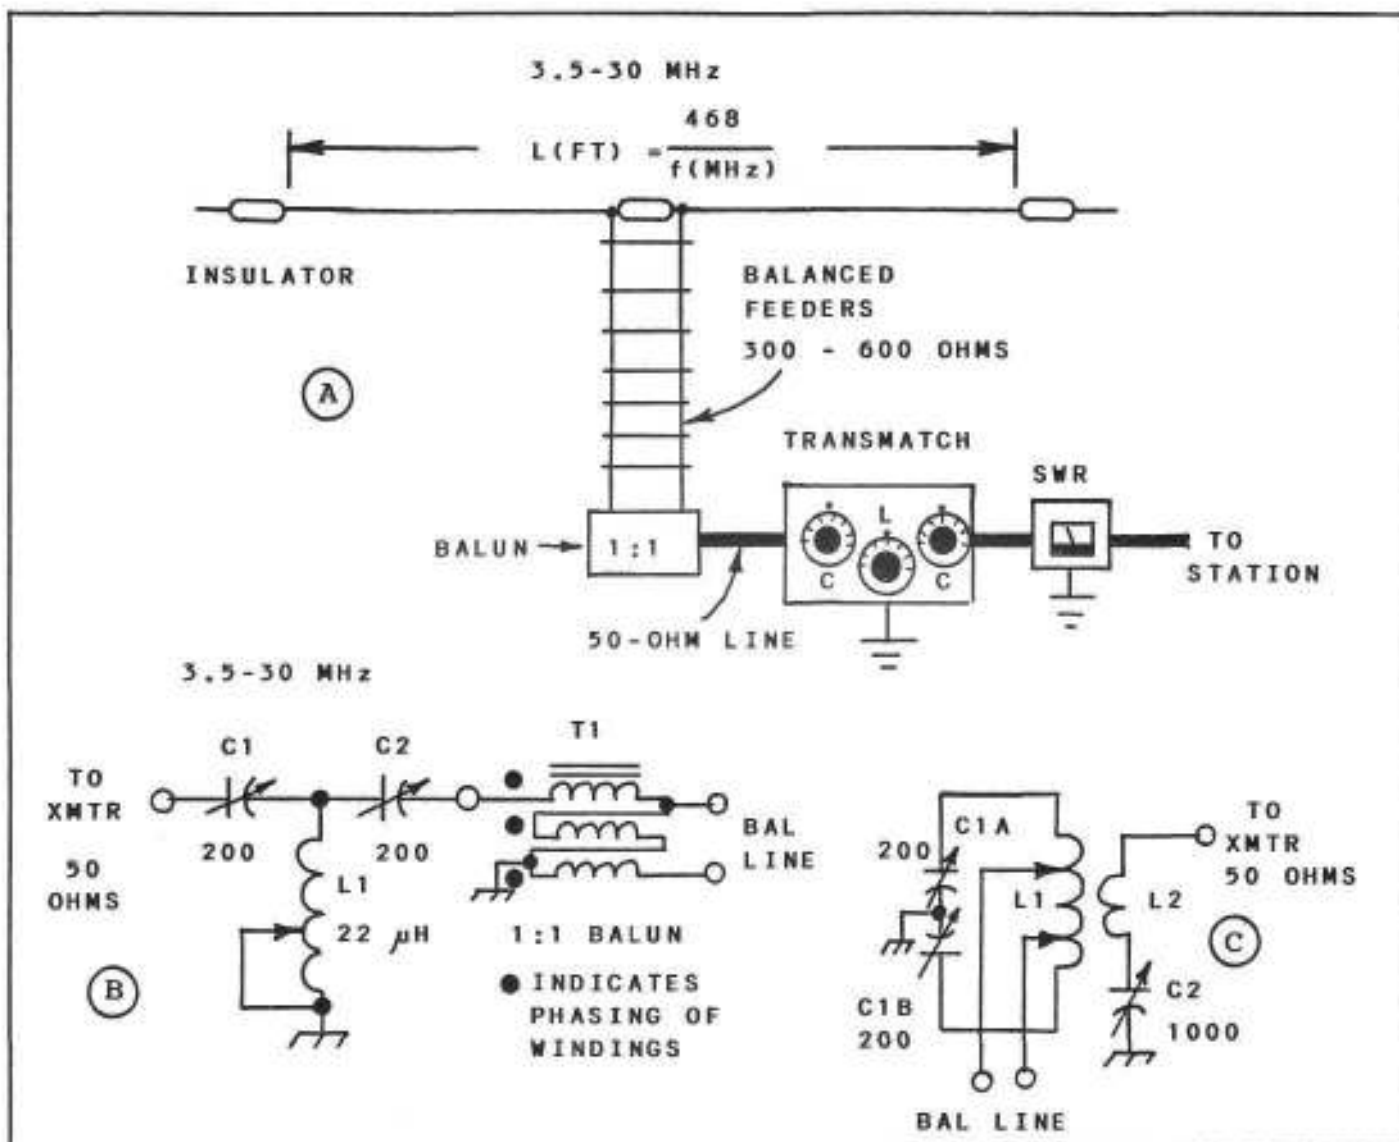 3.5-30 MHz
L(FT) = 468
f(MHz)
INSULATOR
BALANCED
FEEDERS
300 - 600 OHMS
A
TRANSMATCH
SWR
BALUN
1:1
L
C
C
TO
STATION
50-OHM LINE
3.5-30 MHz
C1
C2
T1
TO
XMTR
50
OHMS
200
200
L1
22 µH
BAL
LINE
1:1 BALUN
INDICATES
PHASING OF
WINDINGS
B
C1A
200
L1
L2
TO
XMTR
50 OHMS
C
C1B
200
C2
1000
BAL LINE